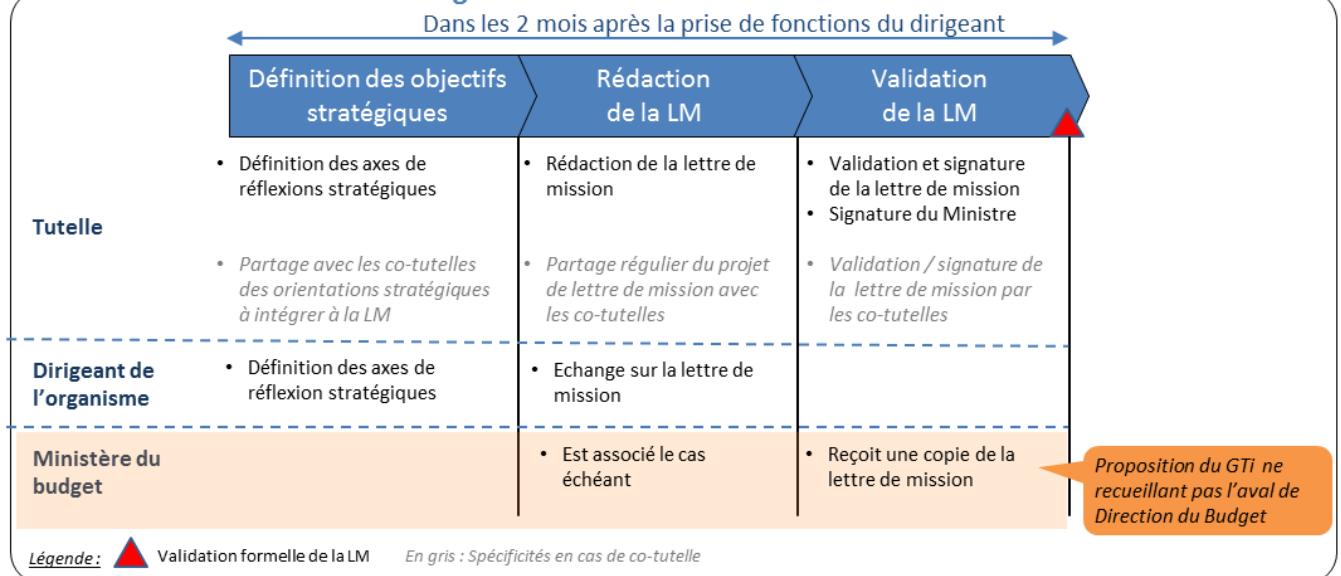 Dans les 2 mois après la prise de fonctions du dirigeant
Définition des objectifs
stratégiques
Rédaction
de la LM
Validation
de la LM
Tutelle
• Définition des axes de
réflexions stratégiques
• Partage avec les co-tutelles
des orientations stratégiques
à intégrer à la LM
• Rédaction de la lettre de
mission
• Partage régulier du projet
de lettre de mission avec
les co-tutelles
• Validation et signature
de la lettre de mission
• Signature du Ministre
• Validation / signature de
la lettre de mission par
les co-tutelles
Dirigeant de
l'organisme
• Définition des axes de
réflexion stratégiques
• Echange sur la lettre de
mission
Ministère du
budget
• Est associé le cas
échéant
• Reçoit une copie de la
lettre de mission
Proposition du GTi ne
recueillant pas l'aval de
Direction du Budget
Légende : Validation formelle de la LM En gris : Spécificités en cas de co-tutelle